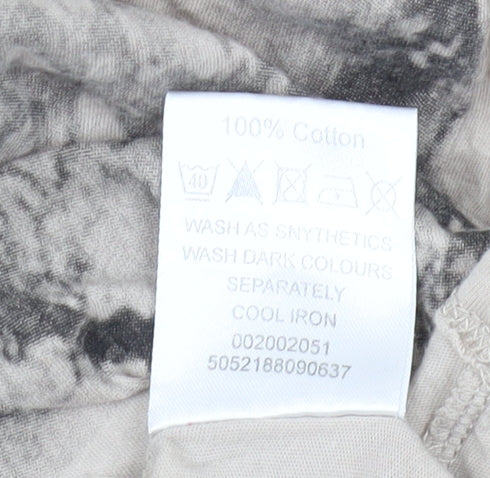 100% Cotton
40
WASH AS SNYTHETICS
WASH DARK COLOURS
SEPARATELY
COOL IRON
002002051
5052188090637